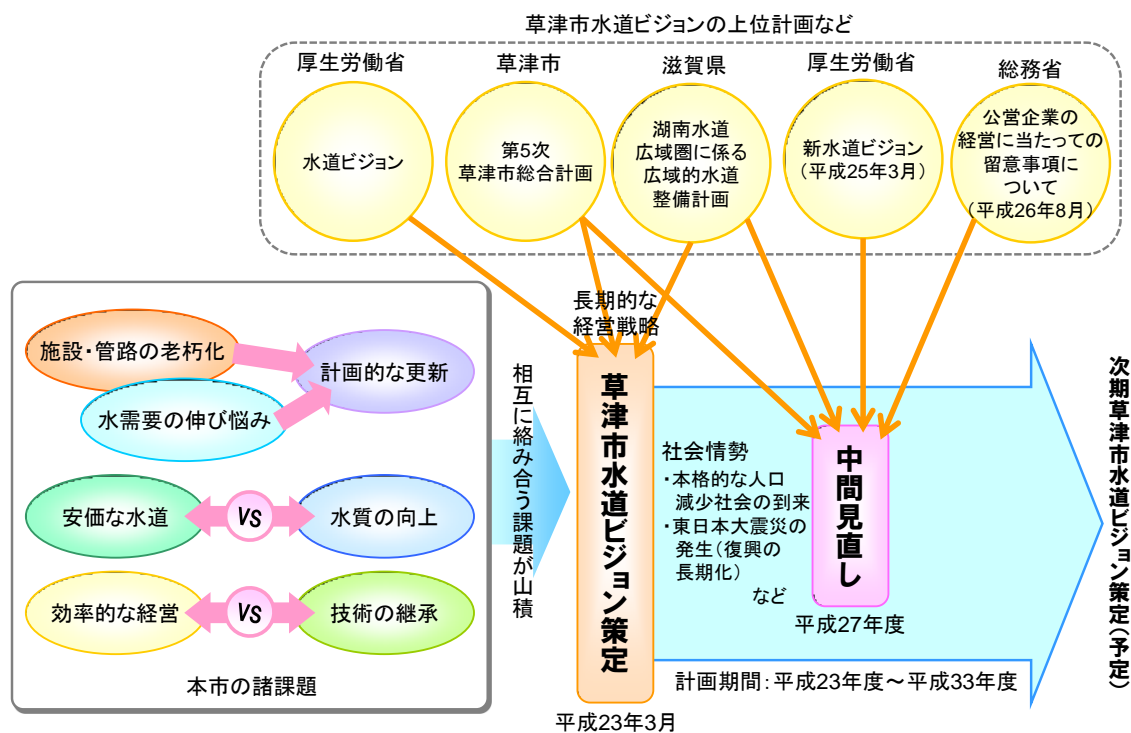 草津市水道ビジョンの上位計画など
厚生労働省
草津市
滋賀県
厚生労働省
総務省
水道ビジョン
第5次
草津市総合計画
湖南水道
広域圏に係る
広域的水道
整備計画
新水道ビジョン
(平成25年3月)
公営企業の
経営に当たっての
留意事項に
ついて
(平成26年8月)
長期的な
経営戦略
施設・管路の老朽化
計画的な更新
水需要の伸び悩み
安価な水道
VS
水質の向上
効率的な経営
VS
技術の継承
本市の諸課題
相互に絡み合う課題が山積
草津市水道ビジョン策定
平成23年3月
社会情勢
・本格的な人口
減少社会の到来
・東日本大震災の
発生(復興の
長期化)
など
中間見直し
平成27年度
計画期間:平成23年度~平成33年度
次期草津市水道ビジョン策定(予定)